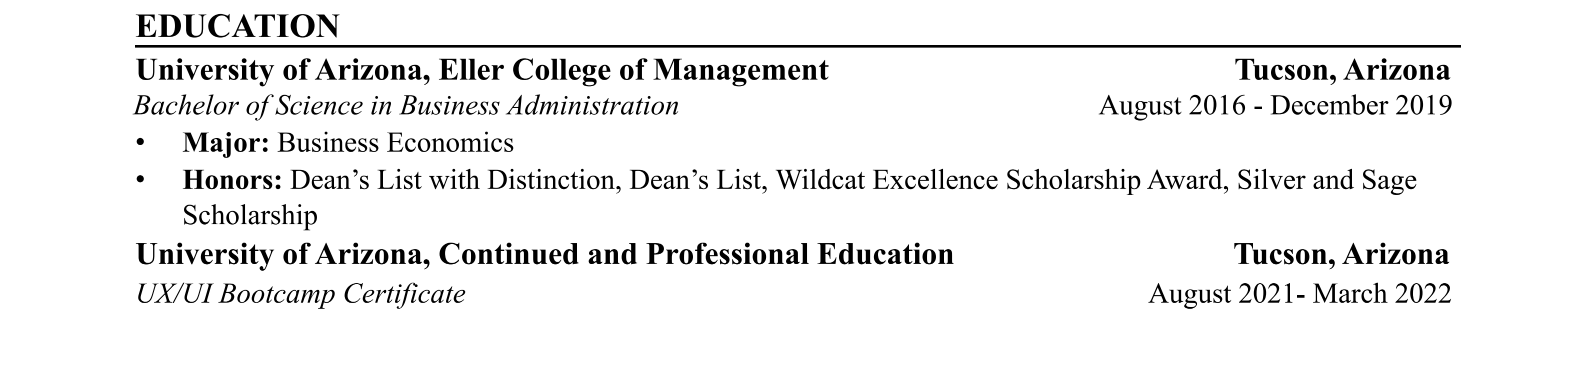 EDUCATION
University of Arizona, Eller College of Management Tucson, Arizona
Bachelor of Science in Business Administration August 2016 - December 2019
• Major: Business Economics
• Honors: Dean’s List with Distinction, Dean’s List, Wildcat Excellence Scholarship Award, Silver and Sage
Scholarship
University of Arizona, Continued and Professional Education Tucson, Arizona
UX/UI Bootcamp Certificate August 2021- March 2022